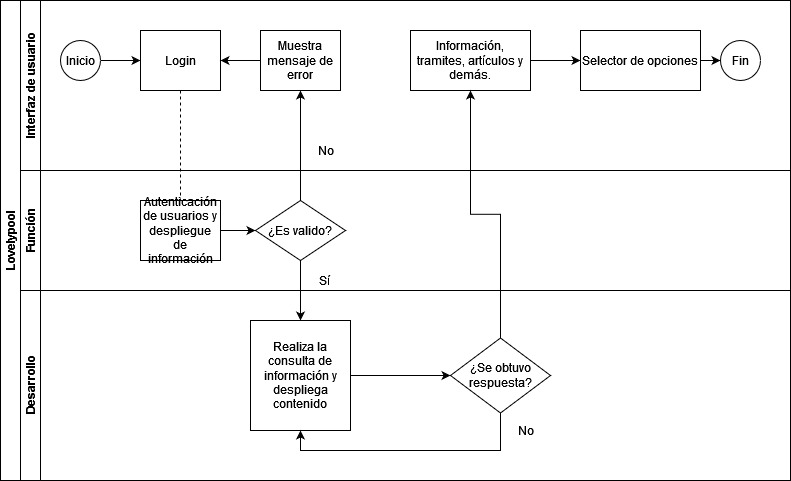 Lovelypool
Interfaz de usuario
Inicio
Login
Muestra
mensaje de
error
Información,
tramites, artículos y
demás.
Selector de opciones
Fin
No
Función
Autenticación
de usuarios y
despliegue
de
información
¿Es valido?
Sí
Desarrollo
Realiza la
consulta de
información y
despliega
contenido
¿Se obtuvo
respuesta?
No